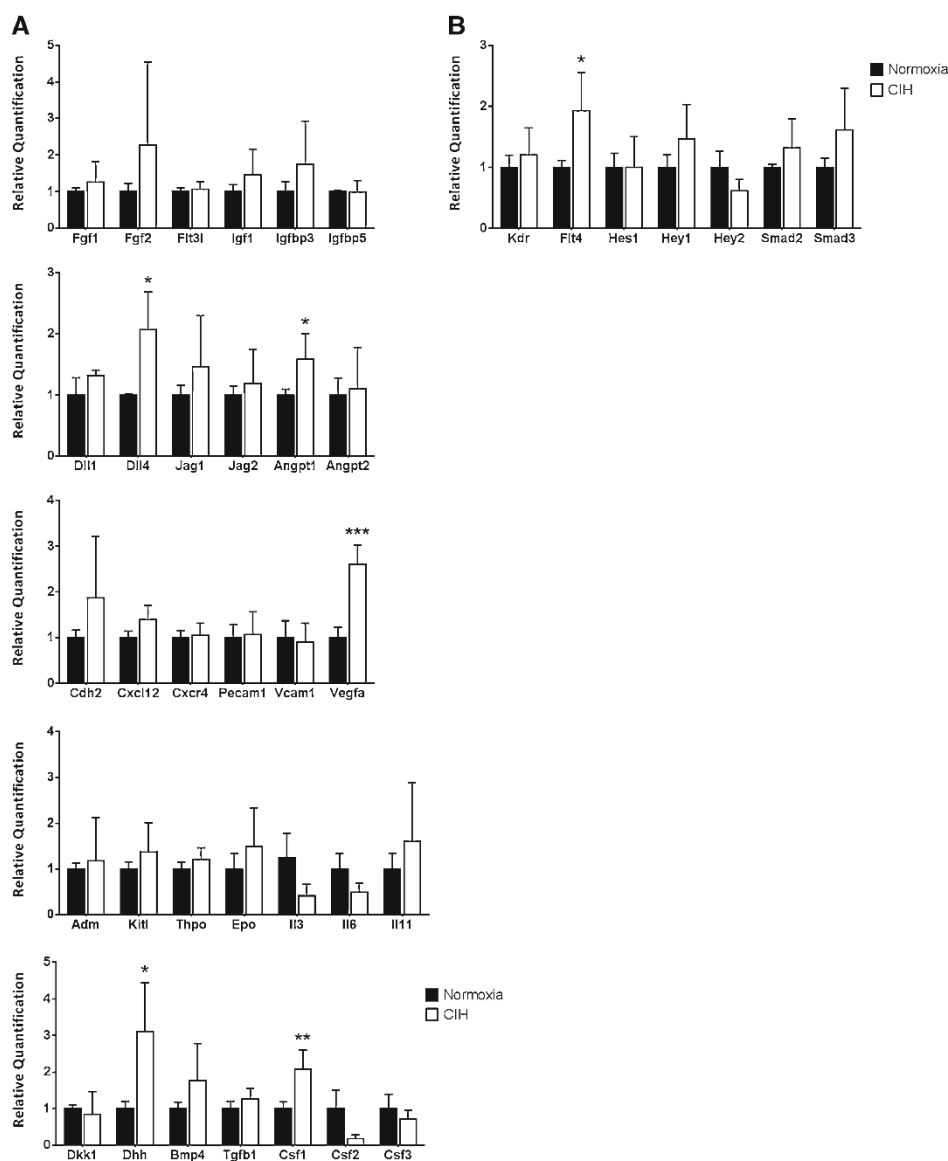 A
B
5
4
3
2
1
0
Relative Quantification
Fgf1 Fgf2 Flt3l Igf1 Igfbp3 Igfbp5
3
2
1
0
Relative Quantification
*
Kdr Flt4 Hes1 Hey1 Hey2 Smad2 Smad3
Normoxia
CIH
3
2
1
0
Relative Quantification
* *
Dll1 Dll4 Jag1 Jag2 Angpt1 Angpt2
4
3
2
1
0
Relative Quantification
***
Cdh2 Cxcl12 Cxcr4 Pecam1 Vcam1 Vegfa
4
3
2
1
0
Relative Quantification
Adm Kitl Thpo Epo Il3 Il6 Il11
5
4
3
2
1
0
Relative Quantification
* **
Dkk1 Dhh Bmp4 Tgfb1 Csf1 Csf2 Csf3
Normoxia
CIH